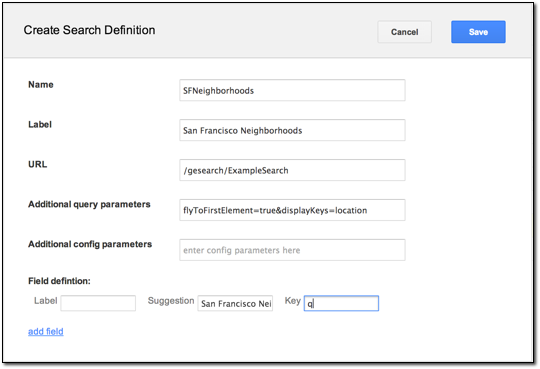 Create Search Definition
Cancel
Save
Name
SFNeighborhoods
Label
San Francisco Neighborhoods
URL
/gesearch/ExampleSearch
Additional query parameters
flyToFirstElement=true&displayKeys=location
Additional config parameters
enter config parameters here
Field defintion:
Label Suggestion San Francisco Nei Key q
add field